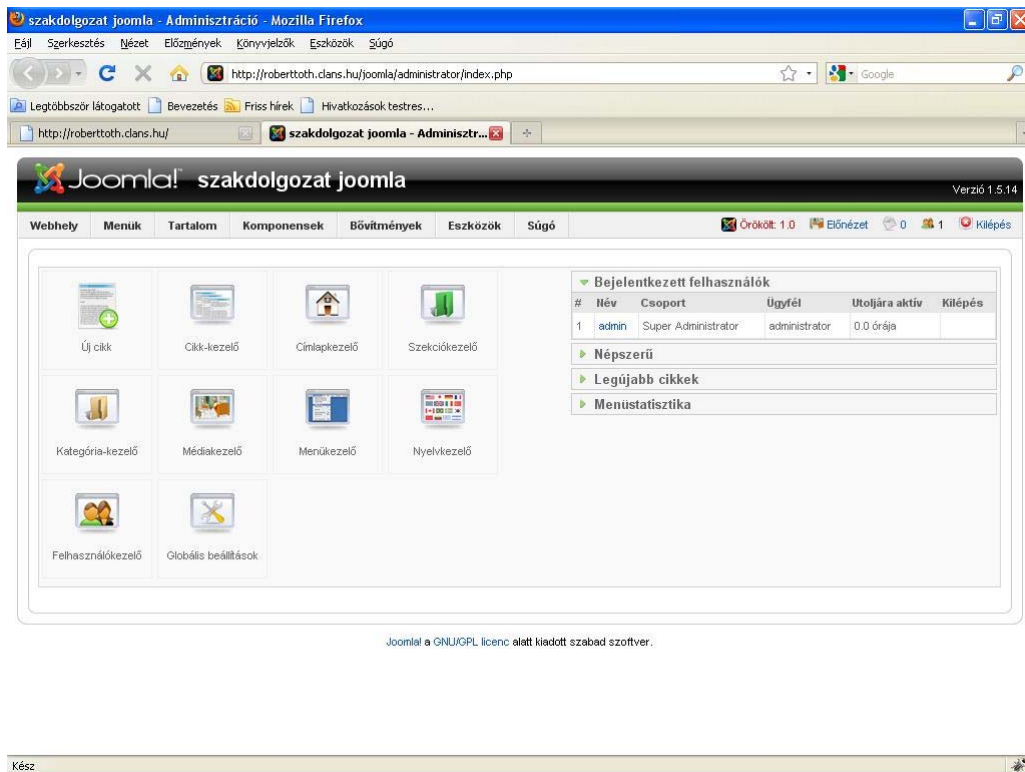 szakdolgozat joomla - Adminisztráció - Mozilla Firefox
Fájl Szerkesztés Nézet Előzmények Könyvjelzők Eszközök Súgó
http://roberttoth.clans.hu/joomla/administrator/index.php Google
Legtöbbször látogatott Bevezetés Friss hírek Hivatkozások testres...
http://roberttoth.clans.hu/ szakdolgozat joomla - Adminisztr...
Joomla! szakdolgozat joomla
Verzió 1.5.14
Webhely Menük Tartalom Komponensek Bővítmények Eszközök Súgó Örökölt: 1.0 Előnézet 0 1 Kilépés
Új cikk Cikk-kezelő Címlapkezelő Szekciókezelő
Kategória-kezelő Médiakezelő Menükezelő Nyelvkezelő
Felhasználókezelő Globális beállítások
Bejelentkezett felhasználók
# Név Csoport Ügyfél Utoljára aktív Kilépés
1 admin Super Administrator administrator 0.0 órája
Népszerű
Legújabb cikkek
Menüstatisztika
Joomla! a GNU/GPL licenc alatt kiadott szabad szoftver.
Kész